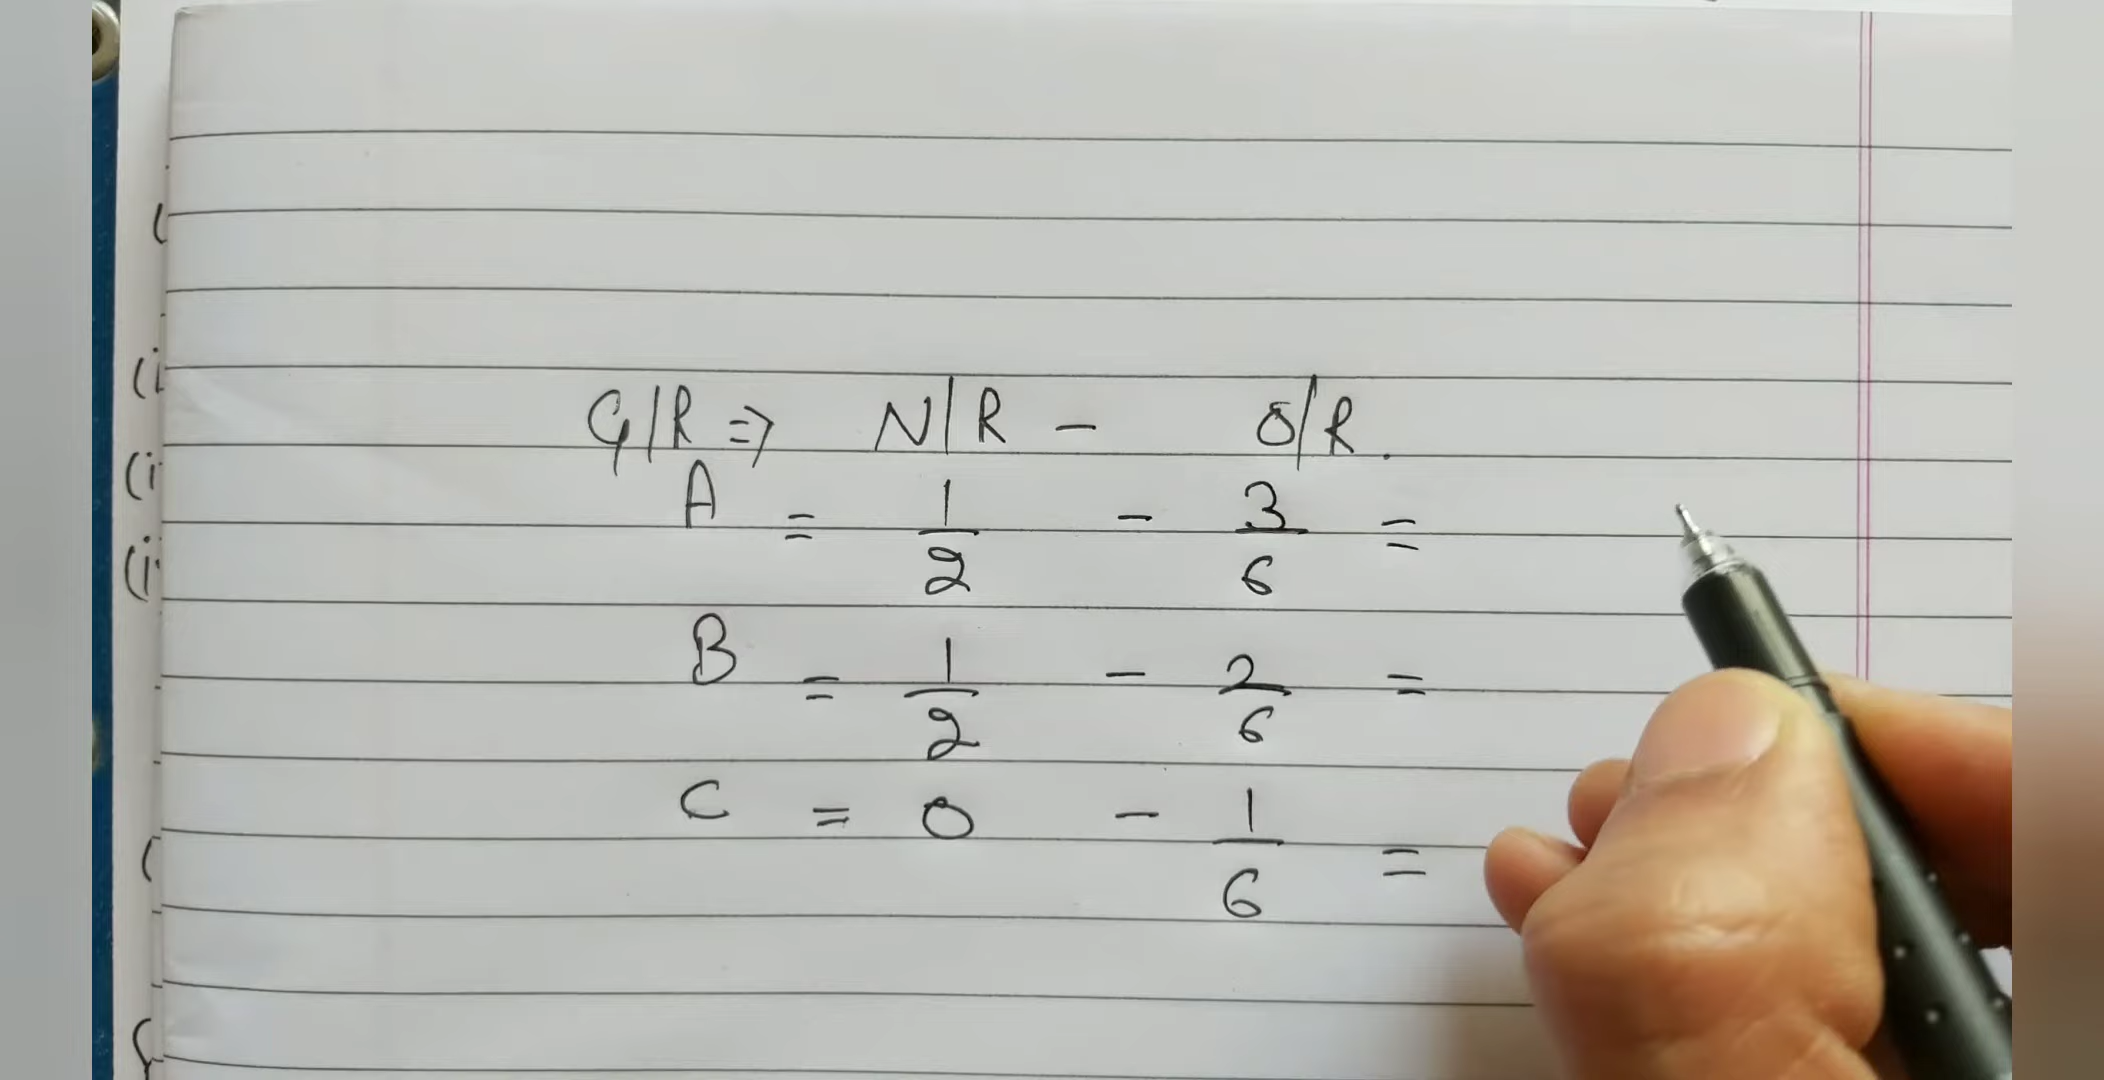 G/R ⇒ N/R - O/R.
A = 1/2 - 3/6 =
B = 1/2 - 2/6 =
C = 0 - 1/6 =
(
(i
(i
(i
(